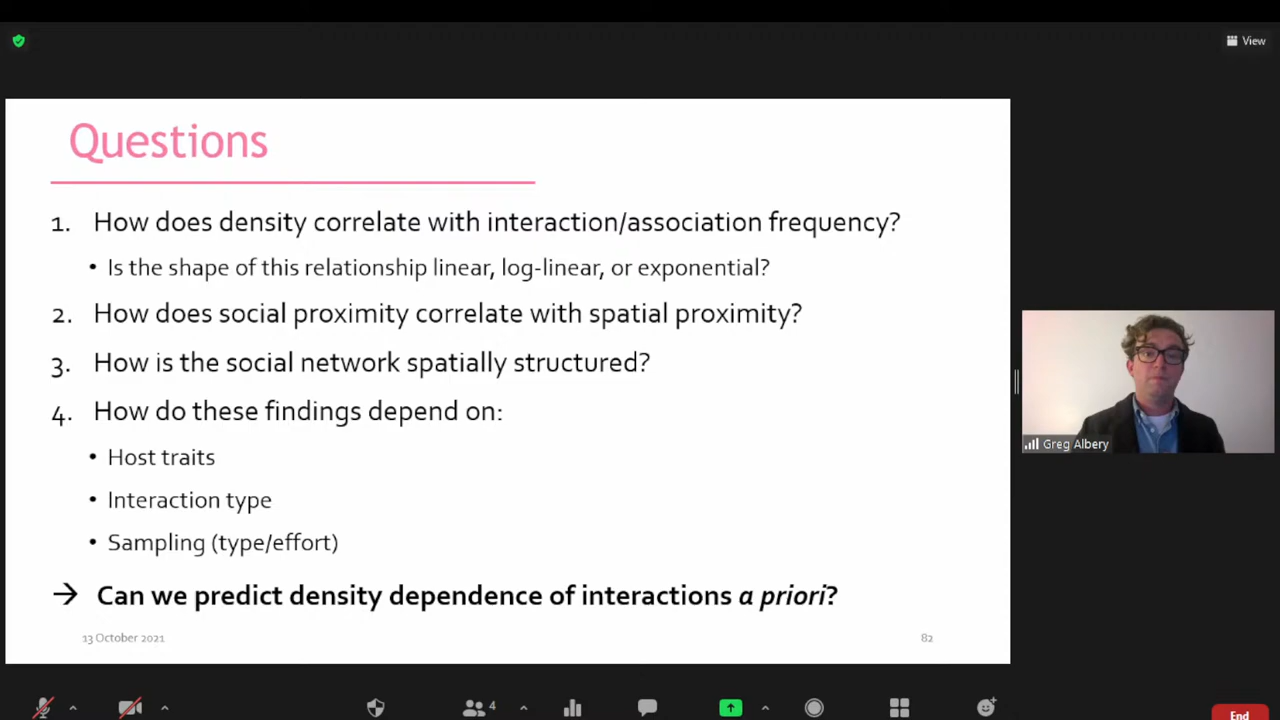 View
Questions
1. How does density correlate with interaction/association frequency?
• Is the shape of this relationship linear, log-linear, or exponential?
2. How does social proximity correlate with spatial proximity?
3. How is the social network spatially structured?
4. How do these findings depend on:
• Host traits
• Interaction type
• Sampling (type/effort)
→ Can we predict density dependence of interactions a priori?
13 October 2021
82
Greg Albery
4
End